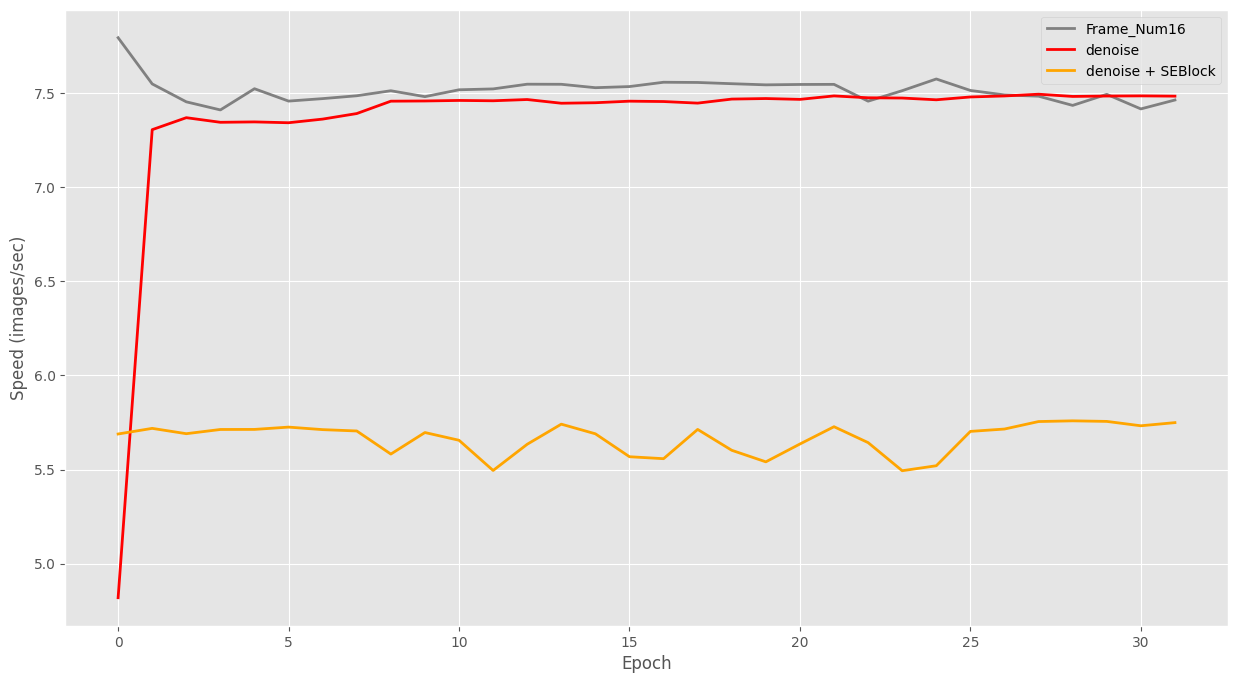 Frame_Num16
denoise
denoise + SEBlock
Speed (images/sec)
7.5
7.0
6.5
6.0
5.5
5.0
0 5 10 15 20 25 30
Epoch